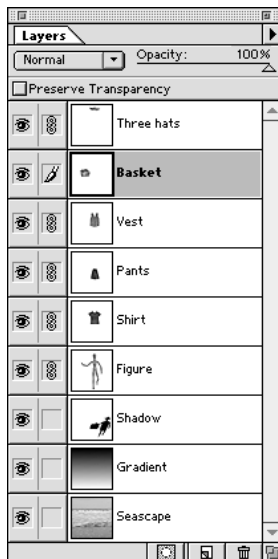 Layers
Normal Opacity: 100%
Preserve Transparency
Three hats
Basket
Vest
Pants
Shirt
Figure
Shadow
Gradient
Seascape